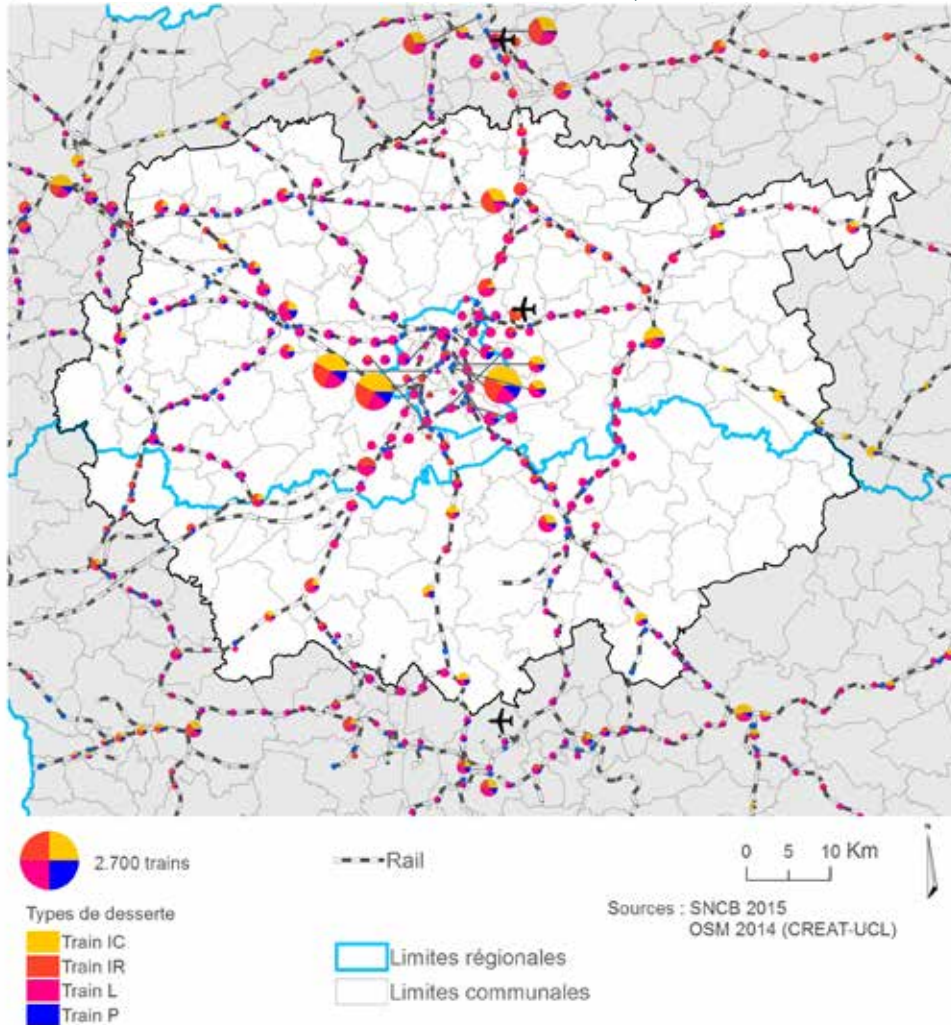 2.700 trains
Rail
0 5 10 Km
Types de desserte
Train IC
Train IR
Train L
Train P
Sources : SNCB 2015
OSM 2014 (CREAT-UCL)
Limites régionales
Limites communales